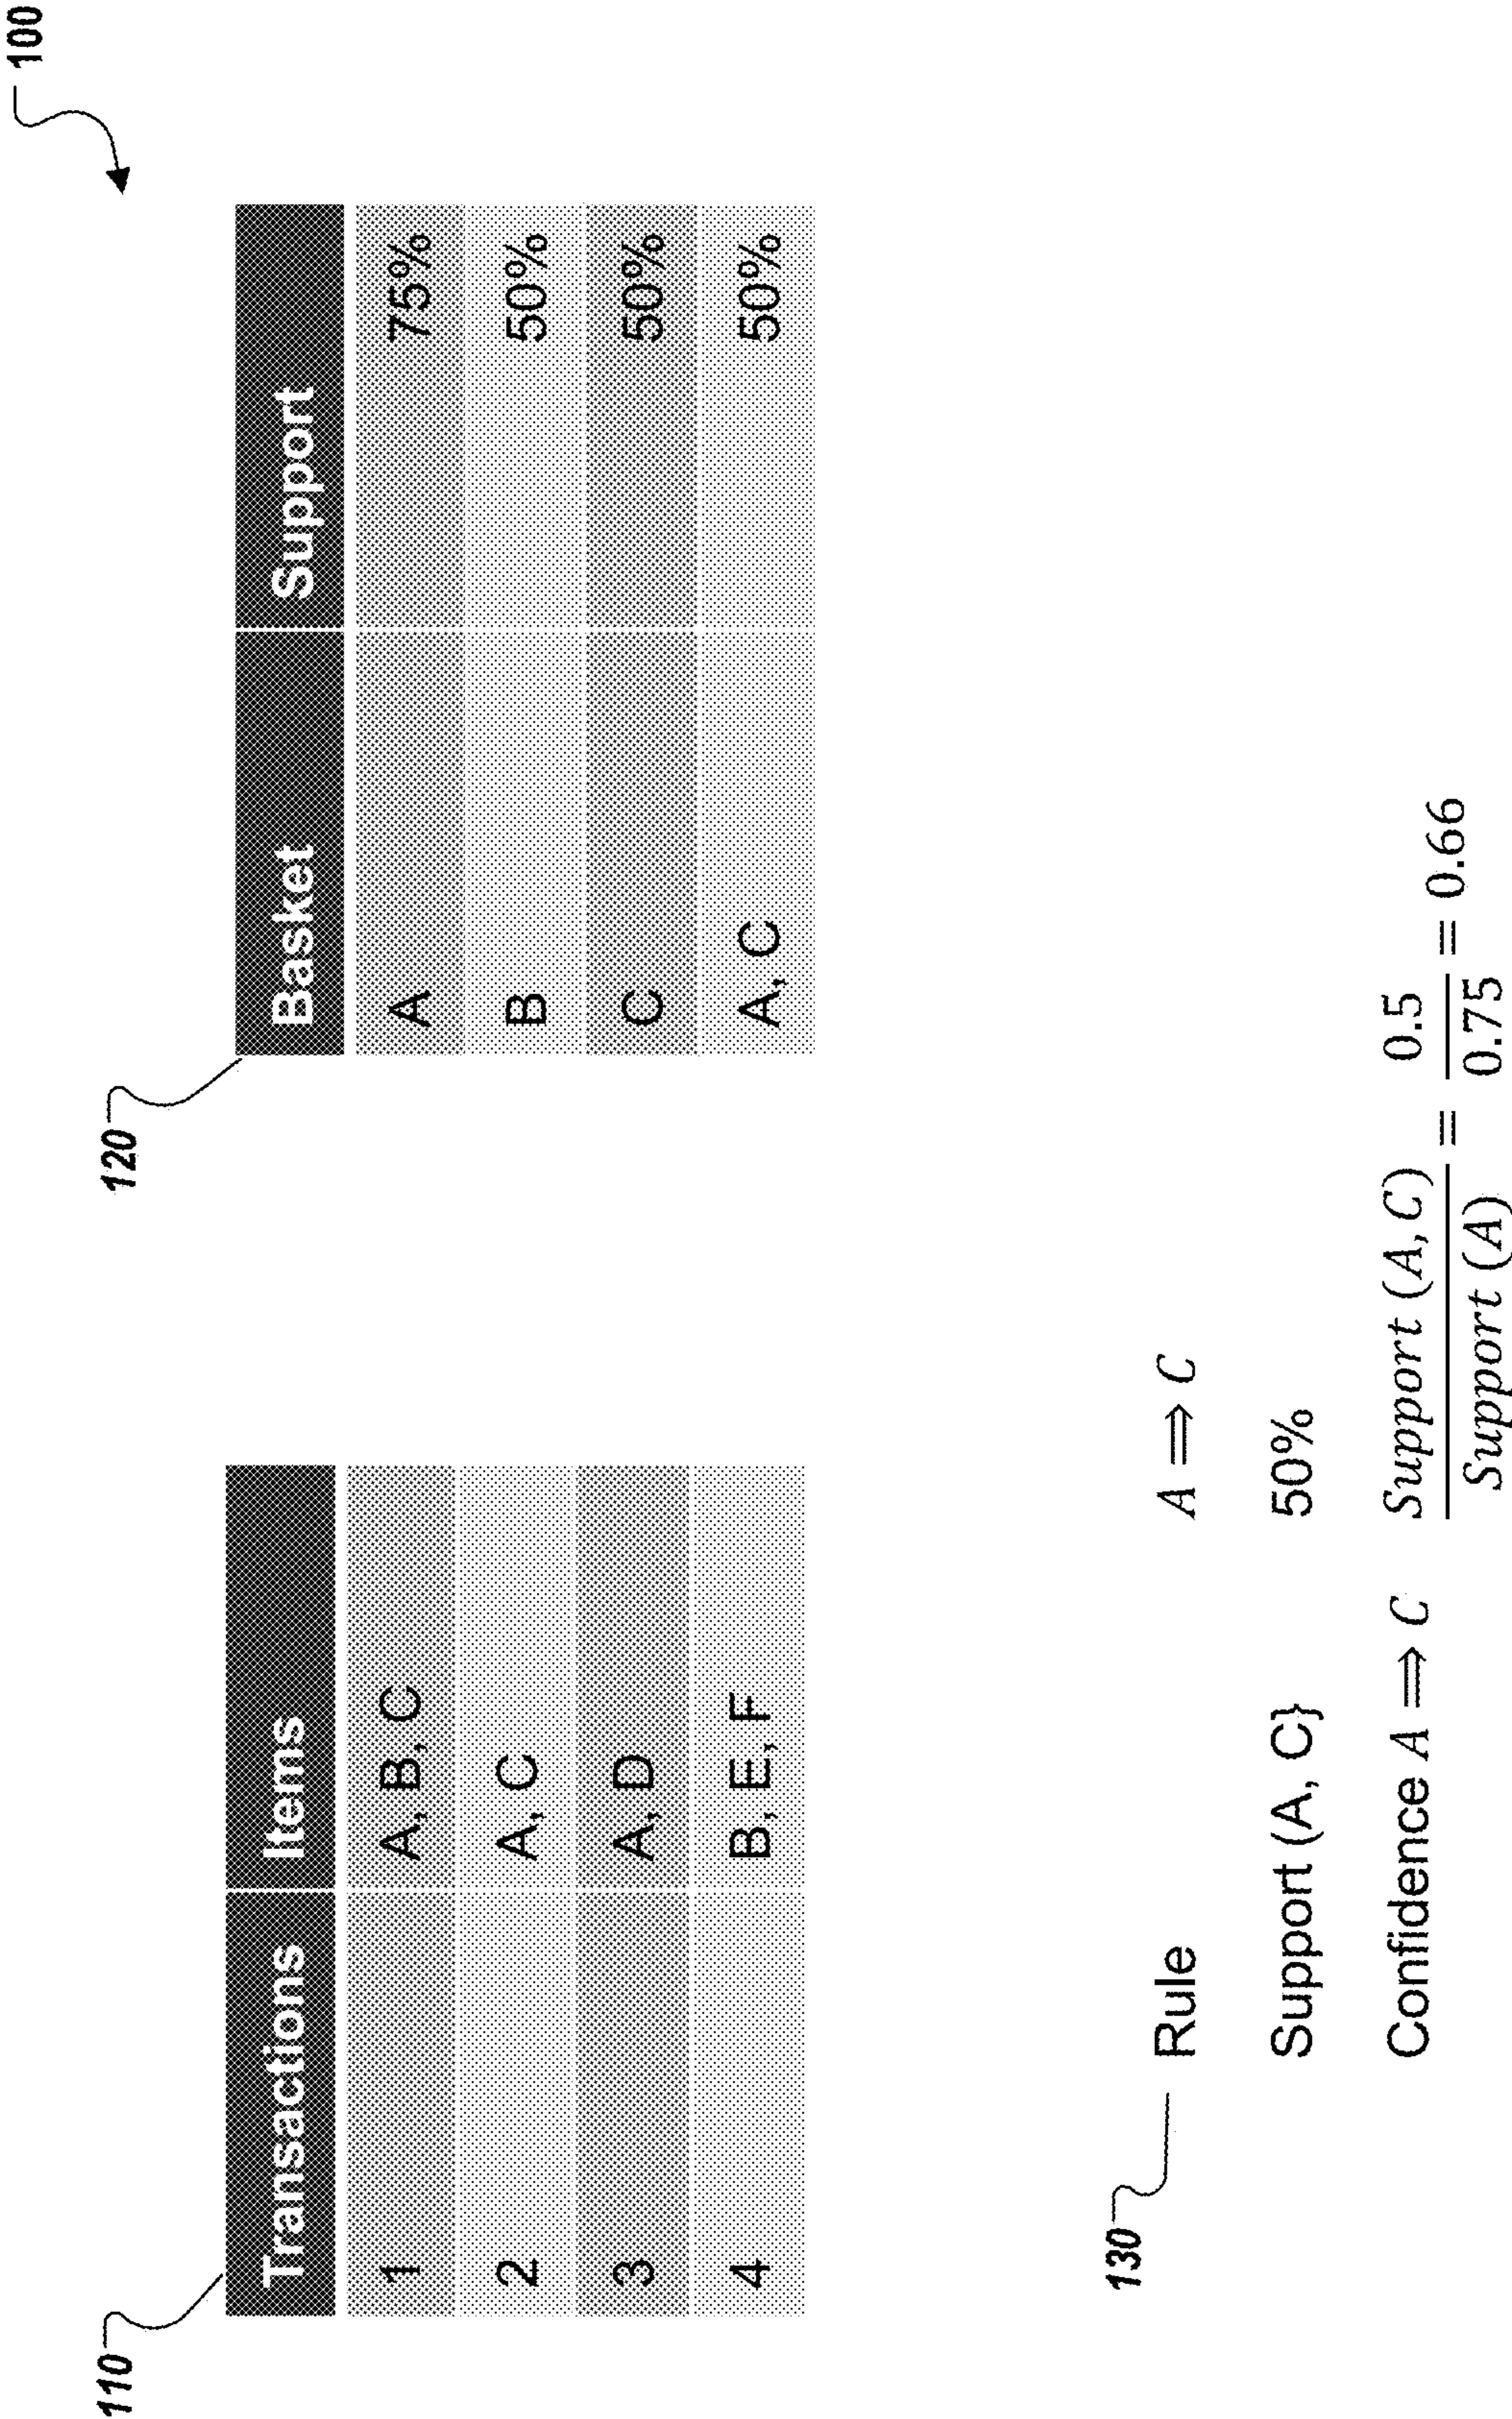 100
110
Transactions Items
1 A, B, C
2 A, C
3 A, D
4 B, E, F
120
Basket Support
A 75%
B 50%
C 50%
A, C 50%
130
Rule A ⟹ C
Support (A, C} 50%
Confidence A ⟹ C Support (A, C) / Support (A) = 0.5 / 0.75 = 0.66